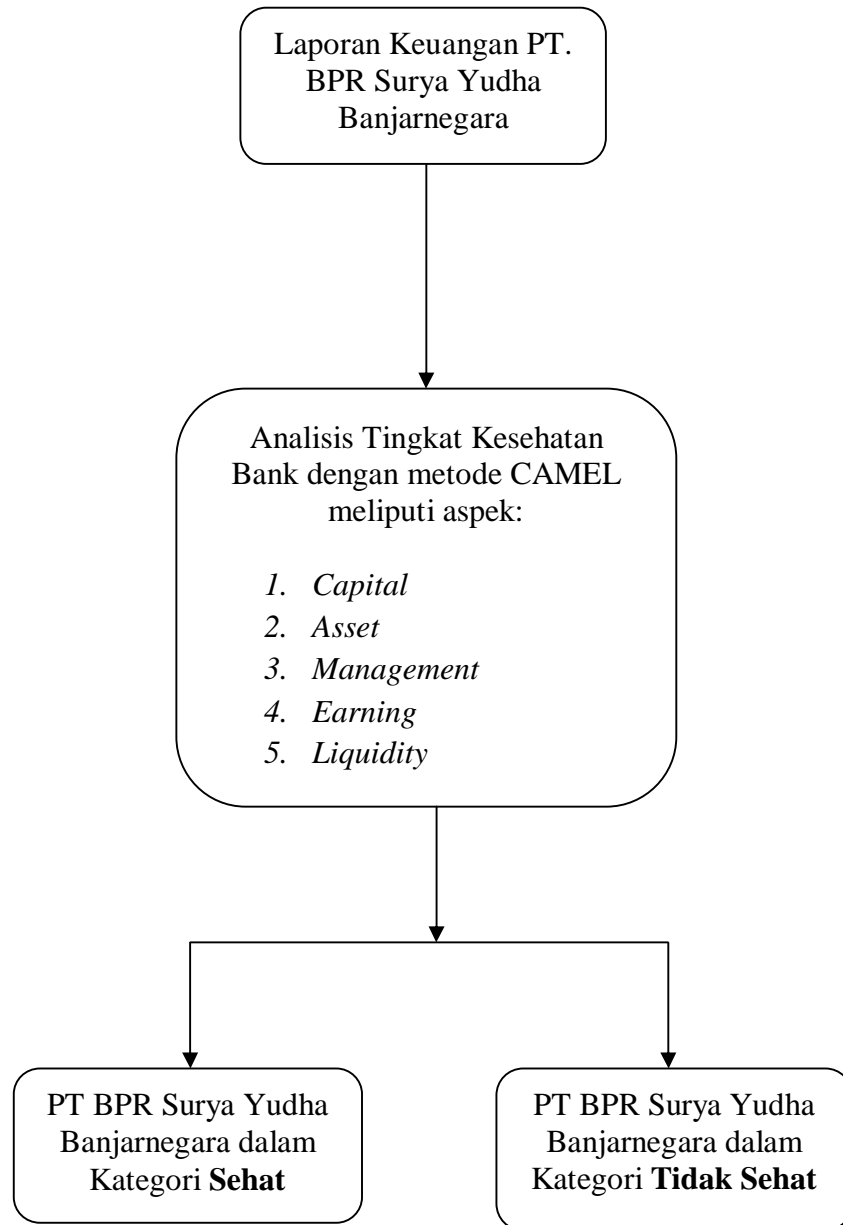 Laporan Keuangan PT.
BPR Surya Yudha
Banjarnegara
Analisis Tingkat Kesehatan
Bank dengan metode CAMEL
meliputi aspek:
1. Capital
2. Asset
3. Management
4. Earning
5. Liquidity
PT BPR Surya Yudha
Banjarnegara dalam
Kategori Sehat
PT BPR Surya Yudha
Banjarnegara dalam
Kategori Tidak Sehat